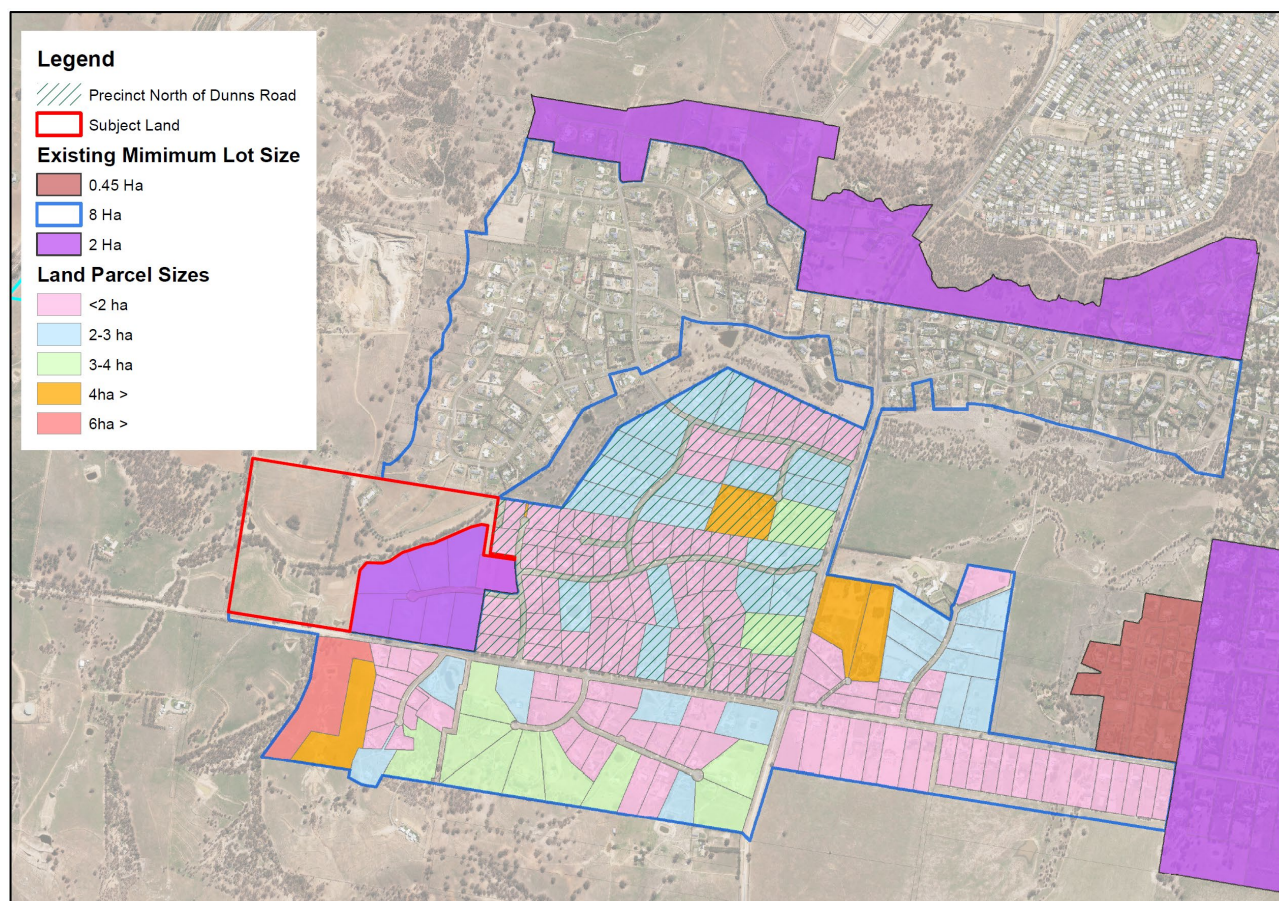 Legend
Precinct North of Dunns Road
Subject Land
Existing Mimimum Lot Size
0.45 Ha
8 Ha
2 Ha
Land Parcel Sizes
<2 ha
2-3 ha
3-4 ha
4ha >
6ha >